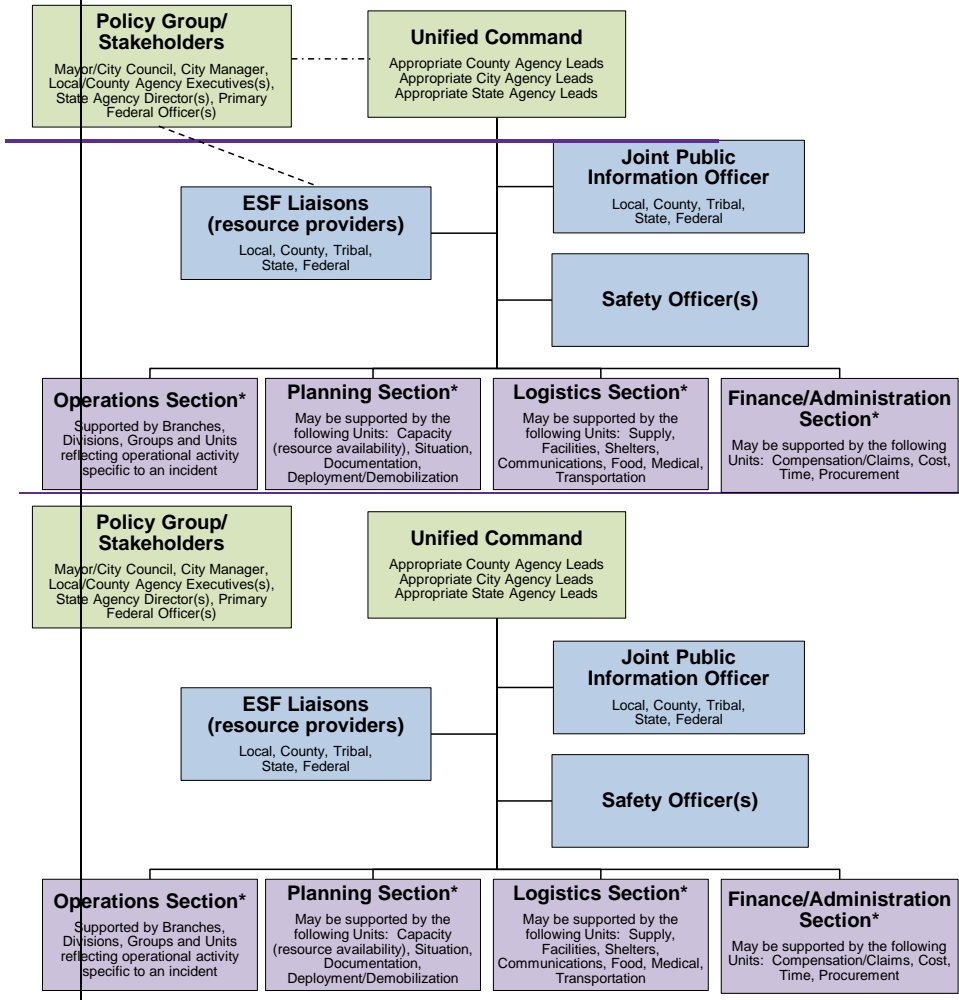 Policy Group/
Stakeholders
Mayor/City Council, City Manager,
Local/County Agency Executives(s),
State Agency Director(s), Primary
Federal Officer(s)
Unified Command
Appropriate County Agency Leads
Appropriate City Agency Leads
Appropriate State Agency Leads
Joint Public
Information Officer
Local, County, Tribal,
State, Federal
ESF Liaisons
(resource providers)
Local, County, Tribal,
State, Federal
Safety Officer(s)
Operations Section*
Supported by Branches,
Divisions, Groups and Units
reflecting operational activity
specific to an incident
Planning Section*
May be supported by the
following Units: Capacity
(resource availability), Situation,
Documentation,
Deployment/Demobilization
Logistics Section*
May be supported by the
following Units: Supply,
Facilities, Shelters,
Communications, Food, Medical,
Transportation
Finance/Administration
Section*
May be supported by the following
Units: Compensation/Claims, Cost,
Time, Procurement
Policy Group/
Stakeholders
Mayor/City Council, City Manager,
Local/County Agency Executives(s),
State Agency Director(s), Primary
Federal Officer(s)
Unified Command
Appropriate County Agency Leads
Appropriate City Agency Leads
Appropriate State Agency Leads
Joint Public
Information Officer
Local, County, Tribal,
State, Federal
ESF Liaisons
(resource providers)
Local, County, Tribal,
State, Federal
Safety Officer(s)
Operations Section*
Supported by Branches,
Divisions, Groups and Units
reflecting operational activity
specific to an incident
Planning Section*
May be supported by the
following Units: Capacity
(resource availability), Situation,
Documentation,
Deployment/Demobilization
Logistics Section*
May be supported by the
following Units: Supply,
Facilities, Shelters,
Communications, Food, Medical,
Transportation
Finance/Administration
Section*
May be supported by the following
Units: Compensation/Claims, Cost,
Time, Procurement